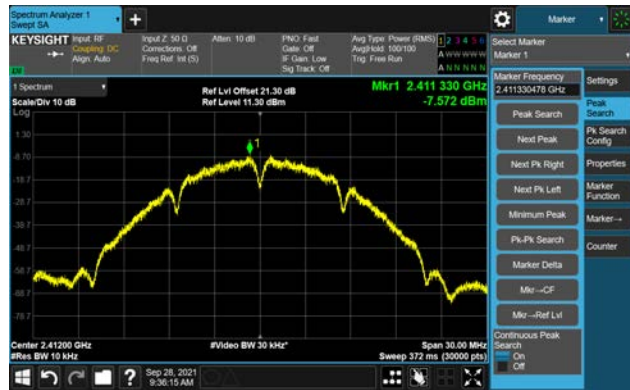 Spectrum Analyzer 1
Swept SA
Marker
KEYSIGHT
Input: RF
Coupling: DC
Align: Auto
Input Z: 50 Ω
Corrections: Off
Freq Ref: Int (S)
Atten: 10 dB
PNO: Fast
Gate: Off
IF Gain: Low
Sig Track: Off
Avg Type: Power (RMS)
Avg|Hold: 100/100
Trig: Free Run
1 2 3 4 5 6
A W W W W W
A N N N N N
Select Marker
Marker 1
1 Spectrum
Scale/Div 10 dB
Log
Ref Lvl Offset 21.30 dB
Ref Level 11.30 dBm
Mkr1 2.411 330 GHz
-7.572 dBm
1
1.30
-8.70
-18.7
-28.7
-38.7
-48.7
-58.7
-68.7
-78.7
Center 2.41200 GHz
#Res BW 10 kHz
#Video BW 30 kHz*
Span 30.00 MHz
Sweep 372 ms (30000 pts)
Marker Frequency
2.411330478 GHz
Peak Search
Next Peak
Next Pk Right
Next Pk Left
Minimum Peak
Pk-Pk Search
Marker Delta
Mkr→CF
Mkr→Ref Lvl
Continuous Peak
Search
On
Off
Settings
Peak
Search
Pk Search
Config
Properties
Marker
Function
Marker→
Counter
?
Sep 28, 2021
9:36:15 AM